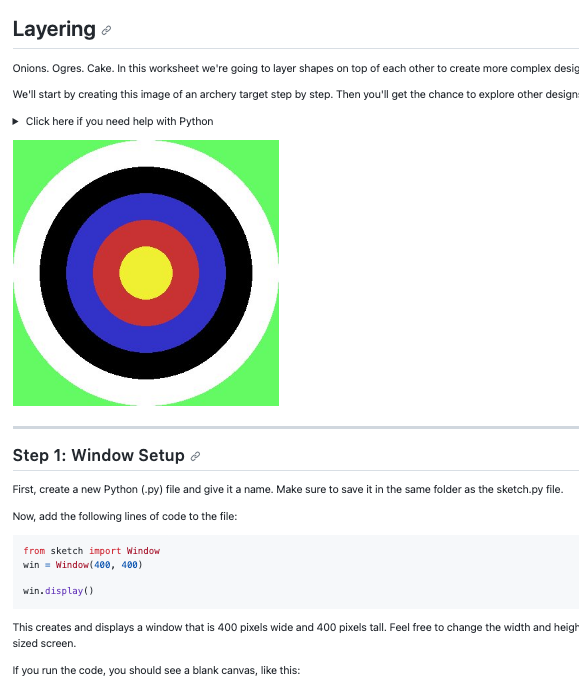 Layering
Onions. Ogres. Cake. In this worksheet we're going to layer shapes on top of each other to create more complex
We'll start by creating this image of an archery target step by step. Then you'll get the chance to explore other
Click here if you need help with Python
Step 1: Window Setup
First, create a new Python (.py) file and give it a name. Make sure to save it in the same folder as the sketch.py file.
Now, add the following lines of code to the file:
from sketch import Window
win = Window(400, 400)
win.display()
This creates and displays a window that is 400 pixels wide and 400 pixels tall. Feel free to change the width and
sized screen.
If you run the code, you should see a blank canvas, like this: